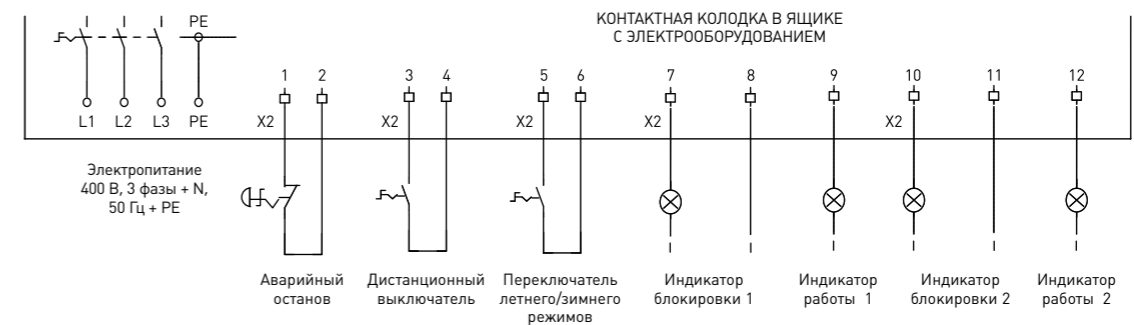 КОНТАКТНАЯ КОЛОДКА В ЯЩИКЕ
С ЭЛЕКТРООБОРУДОВАНИЕМ
PE
1 2 3 4 5 6 7 8 9 10 11 12
L1 L2 L3 PE X2 X2 X2 X2 X2
Электропитание
400 В, 3 фазы + N,
50 Гц + PE
Аварийный
останов
Дистанционный
выключатель
Переключатель
летнего/зимнего
режимов
Индикатор
блокировки 1
Индикатор
работы 1
Индикатор
блокировки 2
Индикатор
работы 2